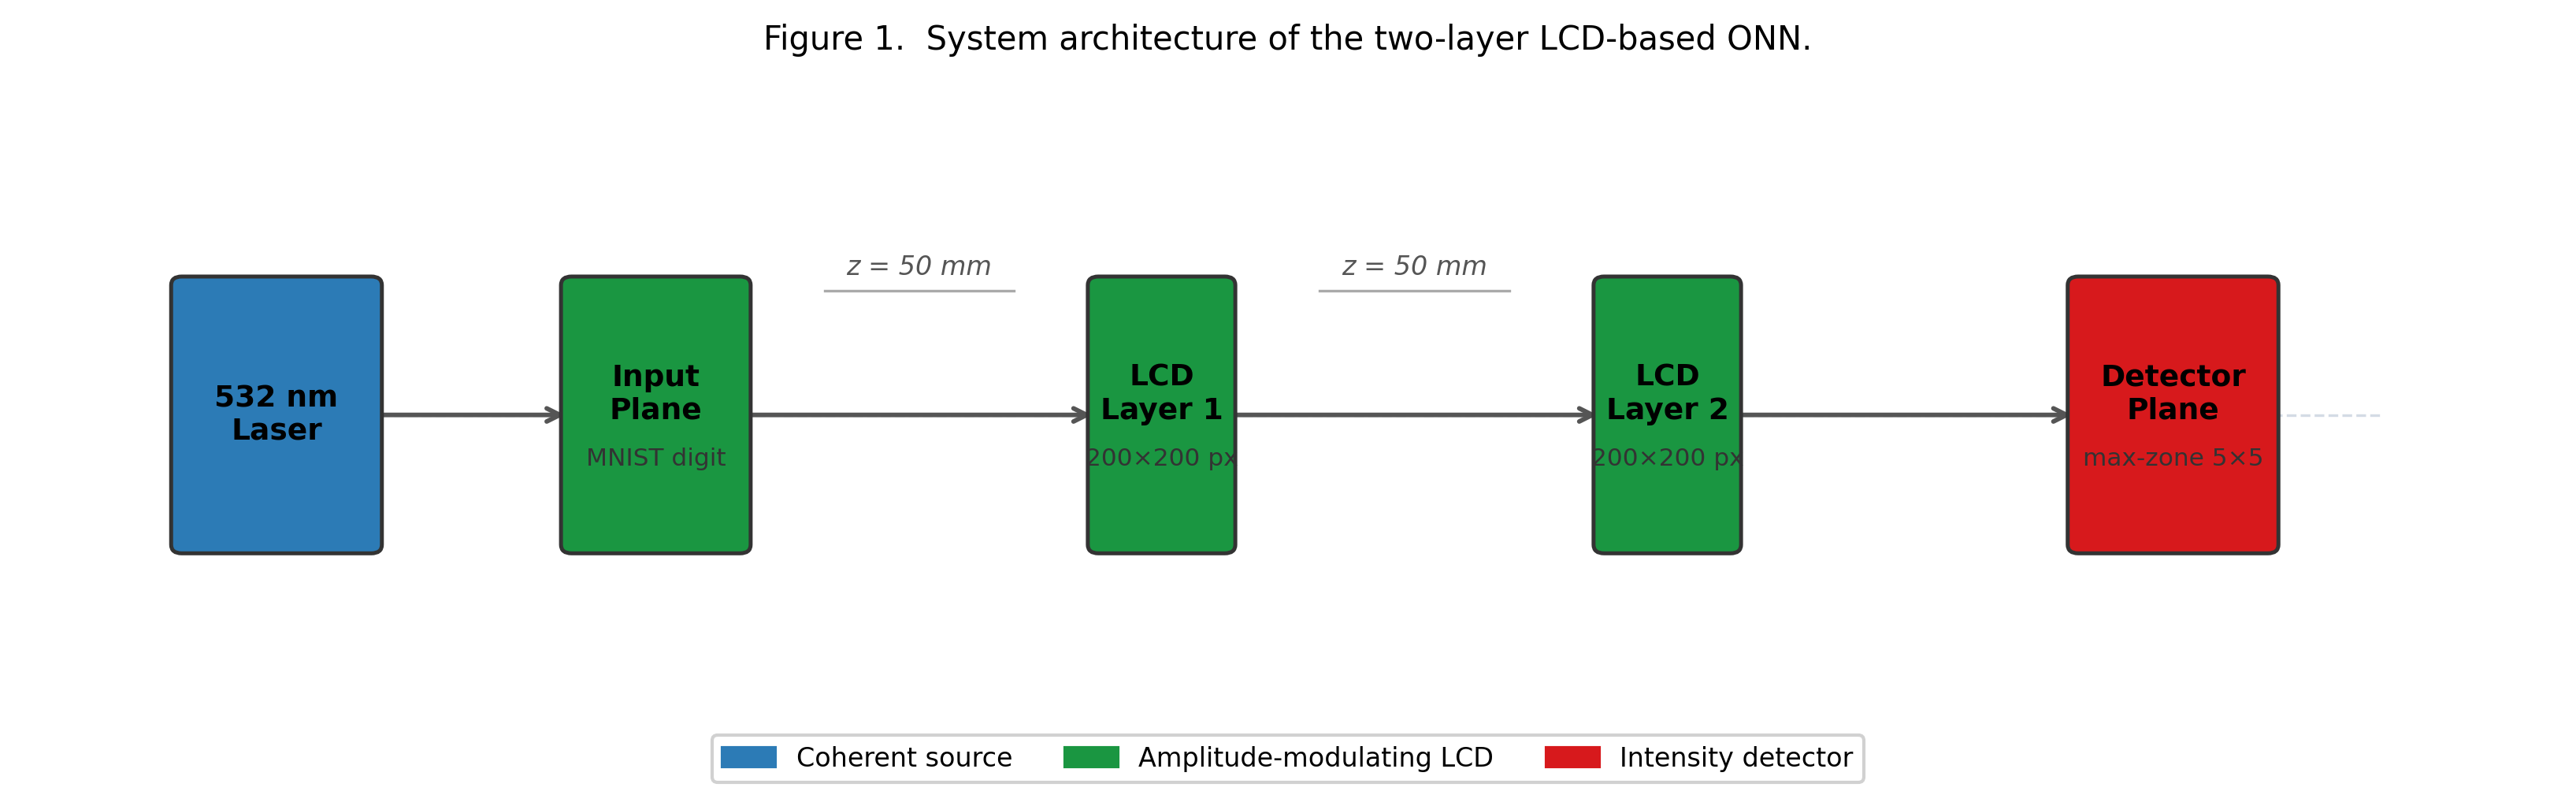 Figure 1.  System architecture of the two-layer LCD-based ONN.
z = 50 mm
z = 50 mm
532 nm
Laser
Input
Plane
MNIST digit
LCD
Layer 1
200×200 px
LCD
Layer 2
200×200 px
Detector
Plane
max-zone 5×5
Coherent source
Amplitude-modulating LCD
Intensity detector